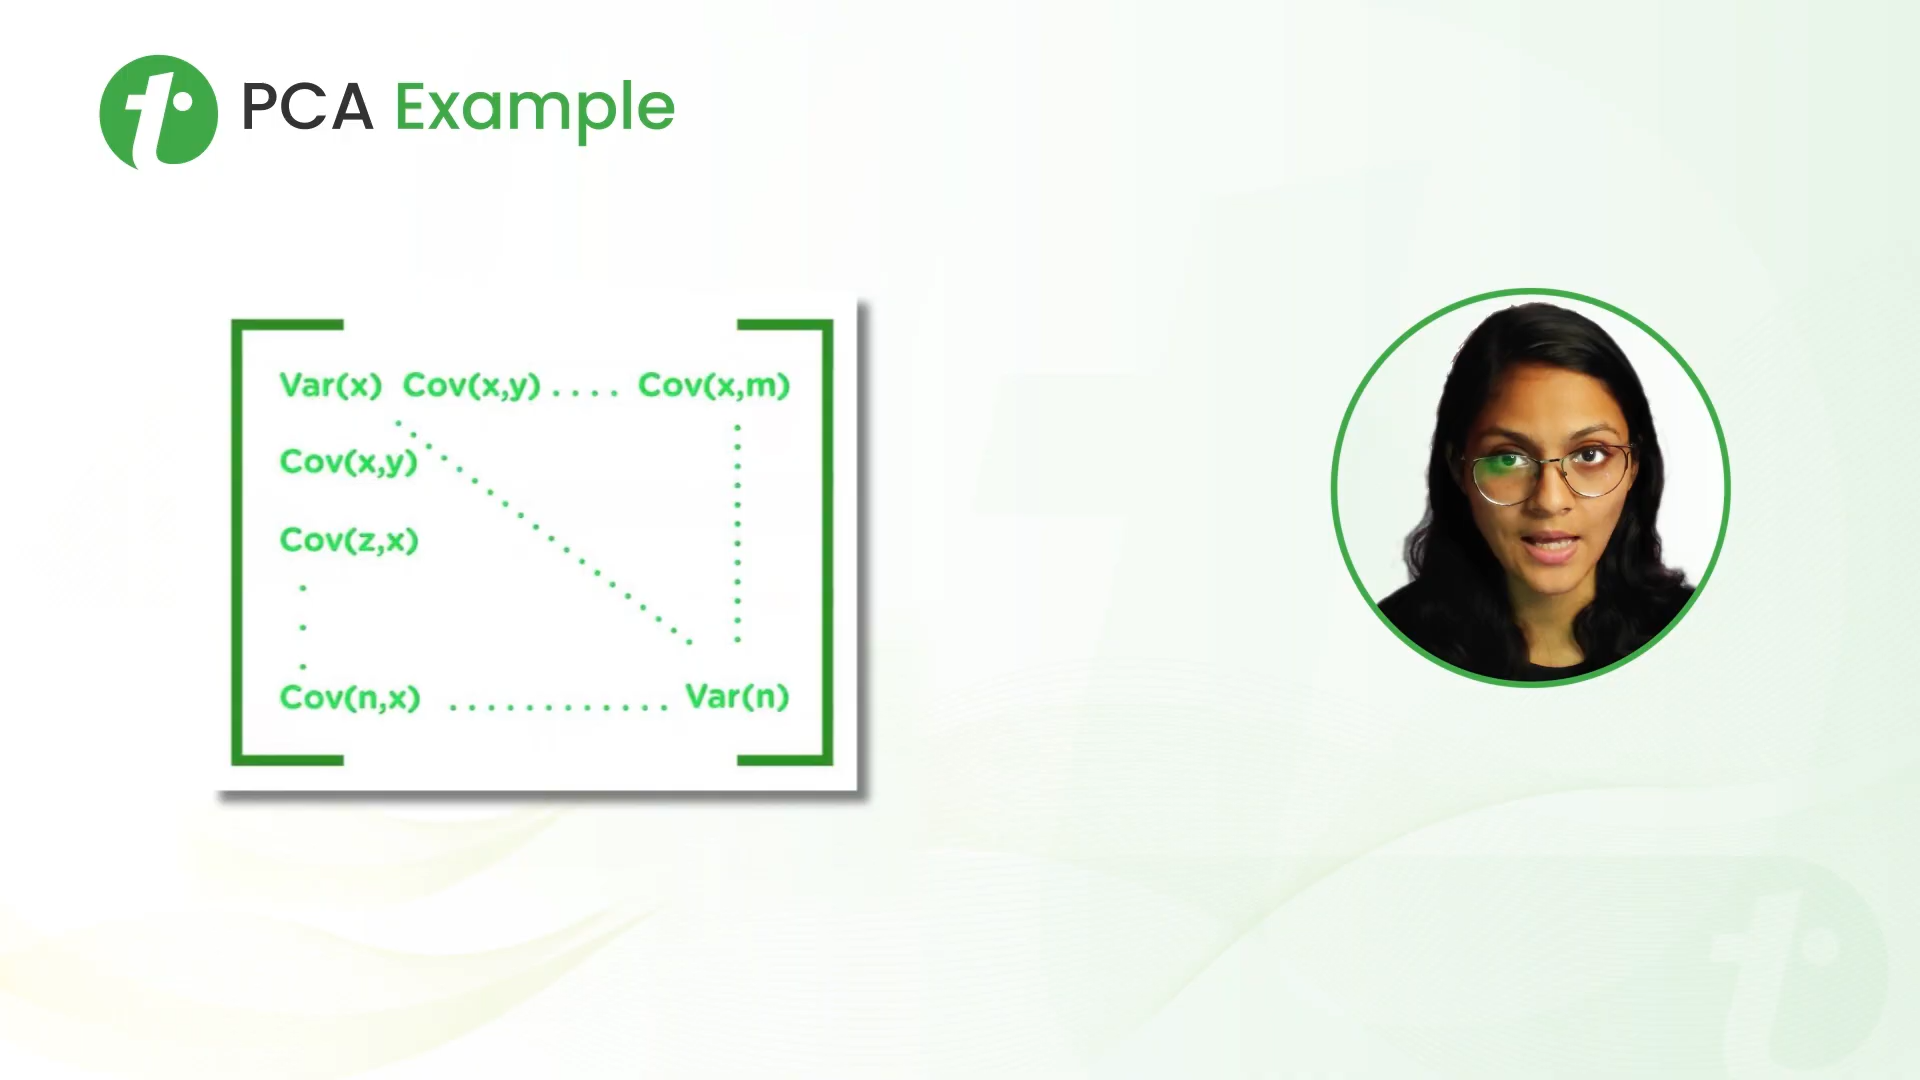 PCA Example
Var(x) Cov(x,y) .... Cov(x,m)
Cov(x,y)
Cov(z,x)
Cov(n,x) ............ Var(n)